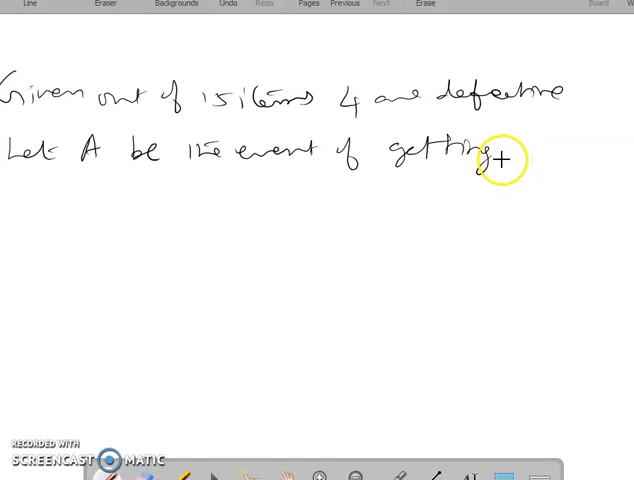 Line Eraser Backgrounds Undo Redo Pages Previous Next Erase Board
Given out of 15 items 4 are defective
Let A be the event of getting
RECORDED WITH
SCREENCAST MATIC